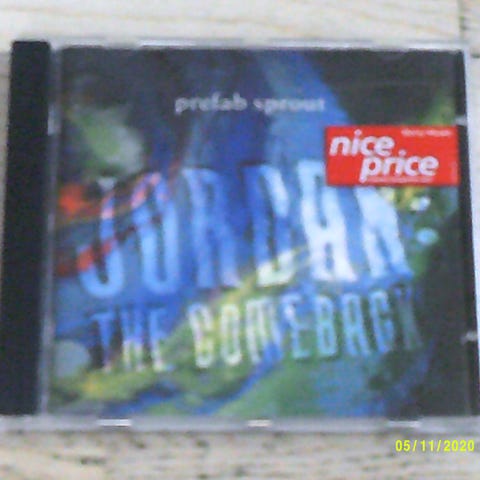 prefab sprout
JORDAN
THE COMEBACK
nice
price
05/11/2020